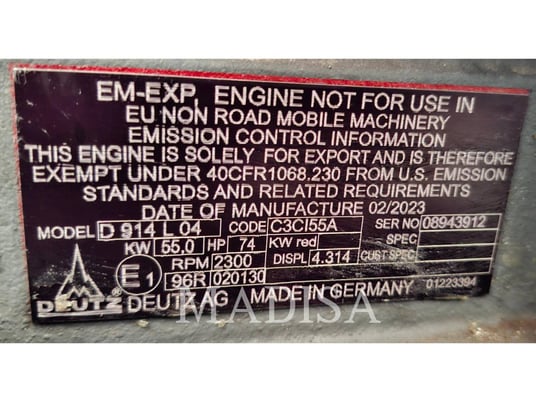 EM-EXP. ENGINE NOT FOR USE IN
EU NON ROAD MOBILE MACHINERY
EMISSION CONTROL INFORMATION
THIS ENGINE IS SOLELY FOR EXPORT AND IS THEREFORE
EXEMPT UNDER 40CFR1068.230 FROM U.S. EMISSION
STANDARDS AND RELATED REQUIREMENTS
DATE OF MANUFACTURE 02/2023
MODEL D 914 L 04 CODE C3CI55A SER NO 08943912
KW 55.0 HP 74 KW red SPEC
E1 RPM 2300 DISPL 4.314 CUST SPEC
96R 020130
DEUTZ® DEUTZ AG MADE IN GERMANY 01223394
MADISA